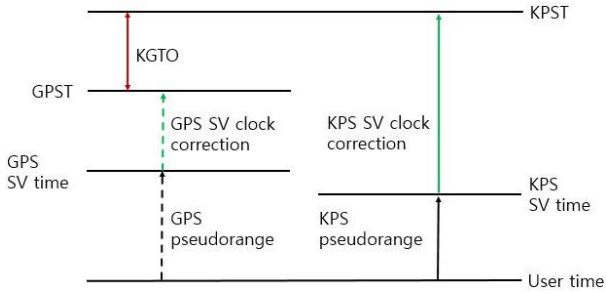 KPST
KGTO
GPST
GPS SV clock
correction
KPS SV clock
correction
GPS
SV time
KPS
SV time
GPS
pseudorange
KPS
pseudorange
User time